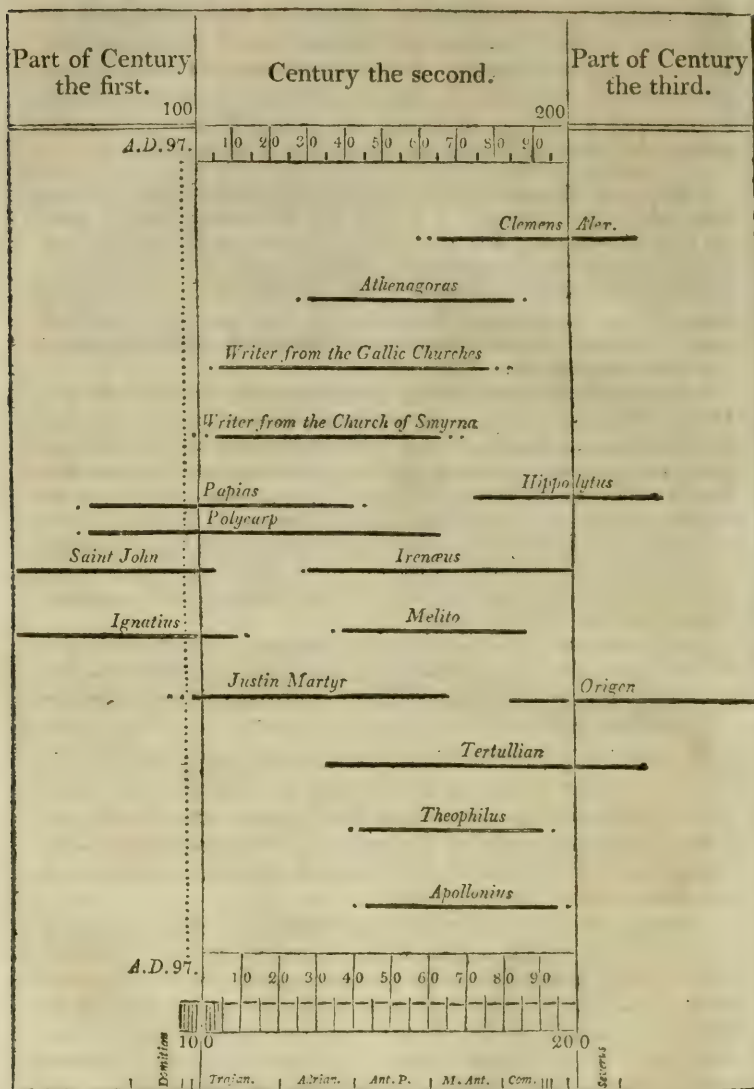 Part of Century the first.
100
Century the second.
200
Part of Century the third.
A.D. 97.
10 20 30 40 50 60 70 80 90
Clemens Alex.
Athenagoras
Writer from the Gallic Churches
Writer from the Church of Smyrna
Papias
Hippolytus
Polycarp
Saint John
Irenæus
Ignatius
Melito
Justin Martyr
Origen
Tertullian
Theophilus
Apollonius
A.D. 97.
10 20 30 40 50 60 70 80 90
100
200
Domitian
Trajan. Adrian. Ant. P. M. Ant. Com.
Severus